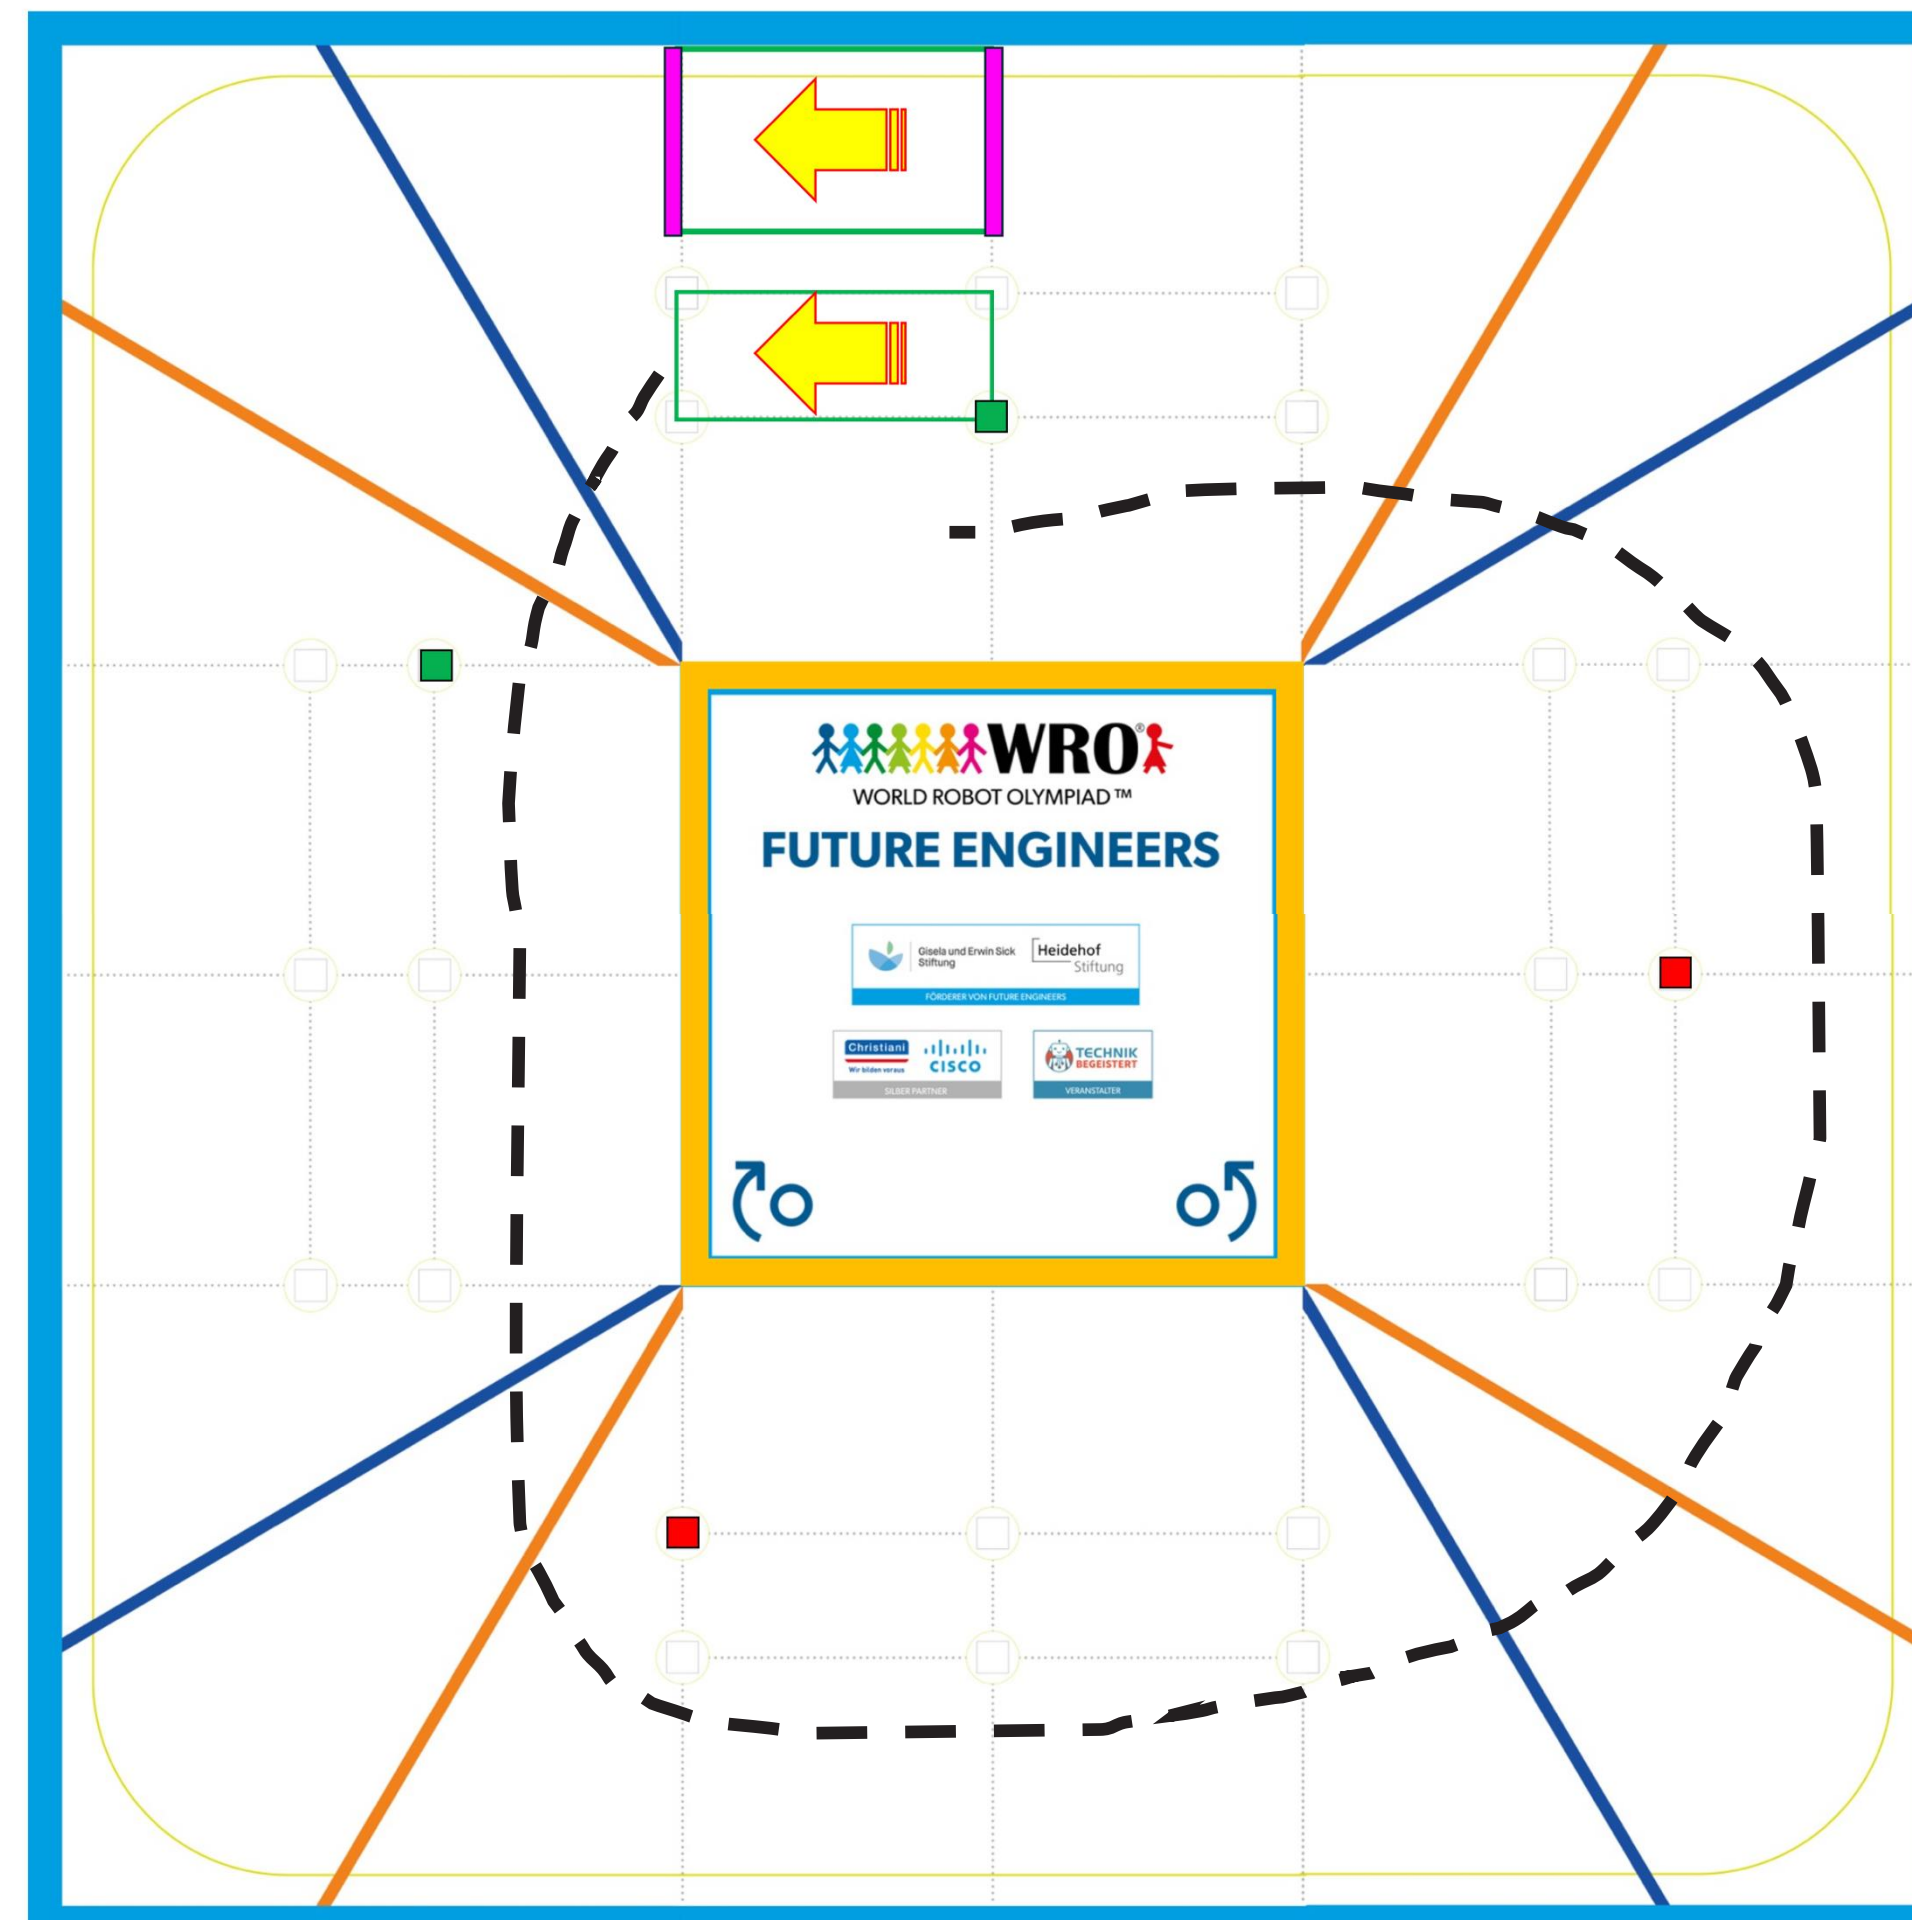 WRO®
WORLD ROBOT OLYMPIAD™
FUTURE ENGINEERS
Gisela und Erwin Sick
Stiftung
Heidehof
Stiftung
FÖRDERER VON FUTURE ENGINEERS
Christiani
Wir bilden voraus
CISCO
SILBER PARTNER
TECHNIK
BEGEISTERT
VERANSTALTER